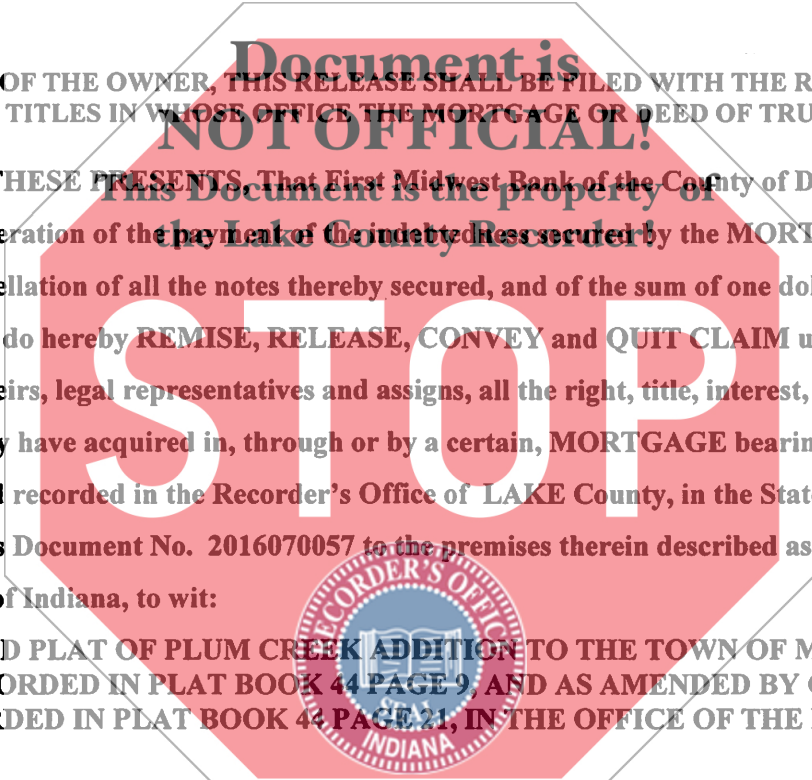 Document is
OF THE OWNER, THIS RELEASE SHALL BE FILED WITH THE R
TITLES IN WHOSE OFFICE THE MORTGAGE OR DEED OF TRU
NOT OFFICIAL!
THESE PRESENTS, That First Midwest Bank of the County of D
This Document is the property of
eration of the payment of the indebtedness secured by the MORT
the Lake County Recorder!
ellation of all the notes thereby secured, and of the sum of one dol
do hereby REMISE, RELEASE, CONVEY and QUIT CLAIM u
eirs, legal representatives and assigns, all the right, title, interest,
STOP
y have acquired in, through or by a certain, MORTGAGE bearin
d recorded in the Recorder's Office of LAKE County, in the Stat
s Document No. 2016070057 to the premises therein described as
of Indiana, to wit:
RECORDER'S OFFICE
D PLAT OF PLUM CREEK ADDITION TO THE TOWN OF M
ORDED IN PLAT BOOK 44 PAGE 9, AND AS AMENDED BY
RDED IN PLAT BOOK 44 PAGE 21, IN THE OFFICE OF THE
SEAL
INDIANA